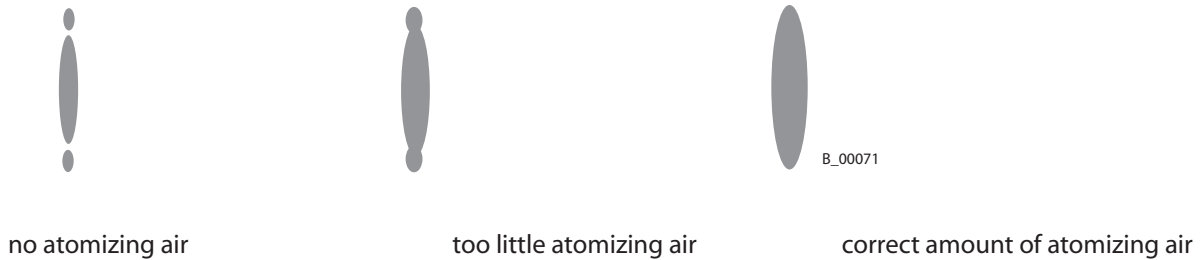 B_00071
no atomizing air
too little atomizing air
correct amount of atomizing air